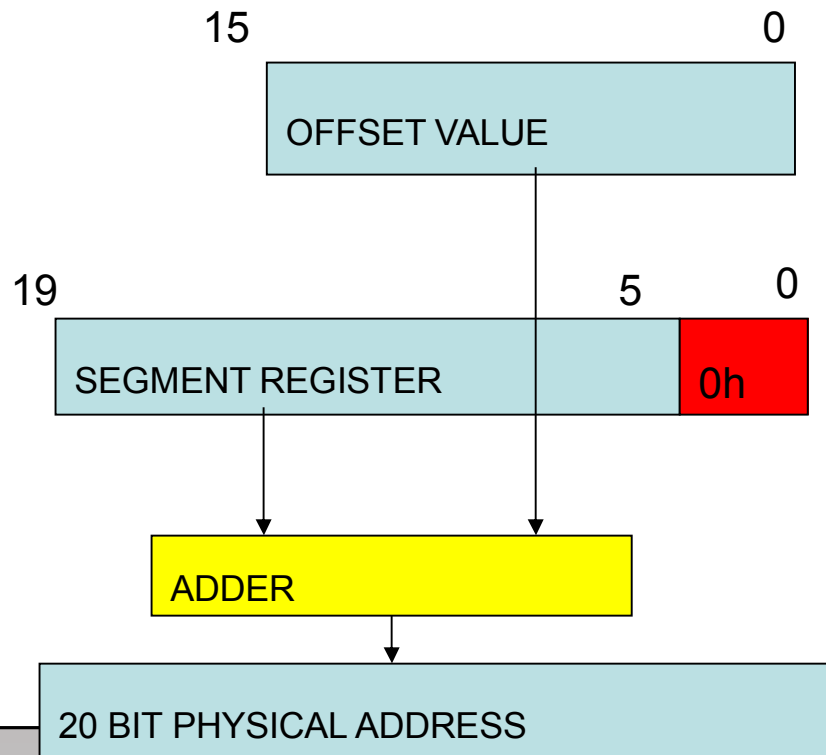 15 0
OFFSET VALUE
19 5 0
SEGMENT REGISTER 0h
ADDER
20 BIT PHYSICAL ADDRESS